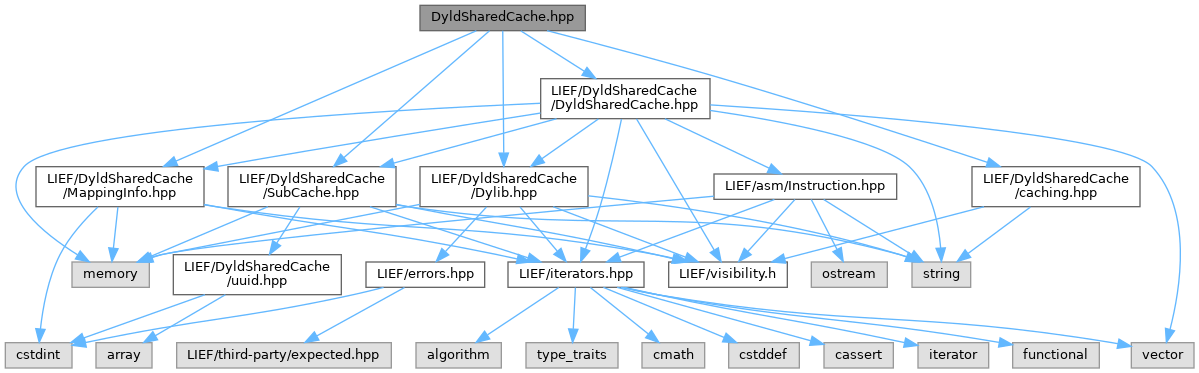 DyldSharedCache.hpp
LIEF/DyldSharedCache
/DyldSharedCache.hpp
LIEF/DyldSharedCache
/MappingInfo.hpp
LIEF/DyldSharedCache
/SubCache.hpp
LIEF/DyldSharedCache
/Dylib.hpp
LIEF/asm/Instruction.hpp
LIEF/DyldSharedCache
/caching.hpp
memory
LIEF/DyldSharedCache
/uuid.hpp
LIEF/errors.hpp
LIEF/iterators.hpp
LIEF/visibility.h
ostream
string
cstdint
array
LIEF/third-party/expected.hpp
algorithm
type_traits
cmath
cstddef
cassert
iterator
functional
vector